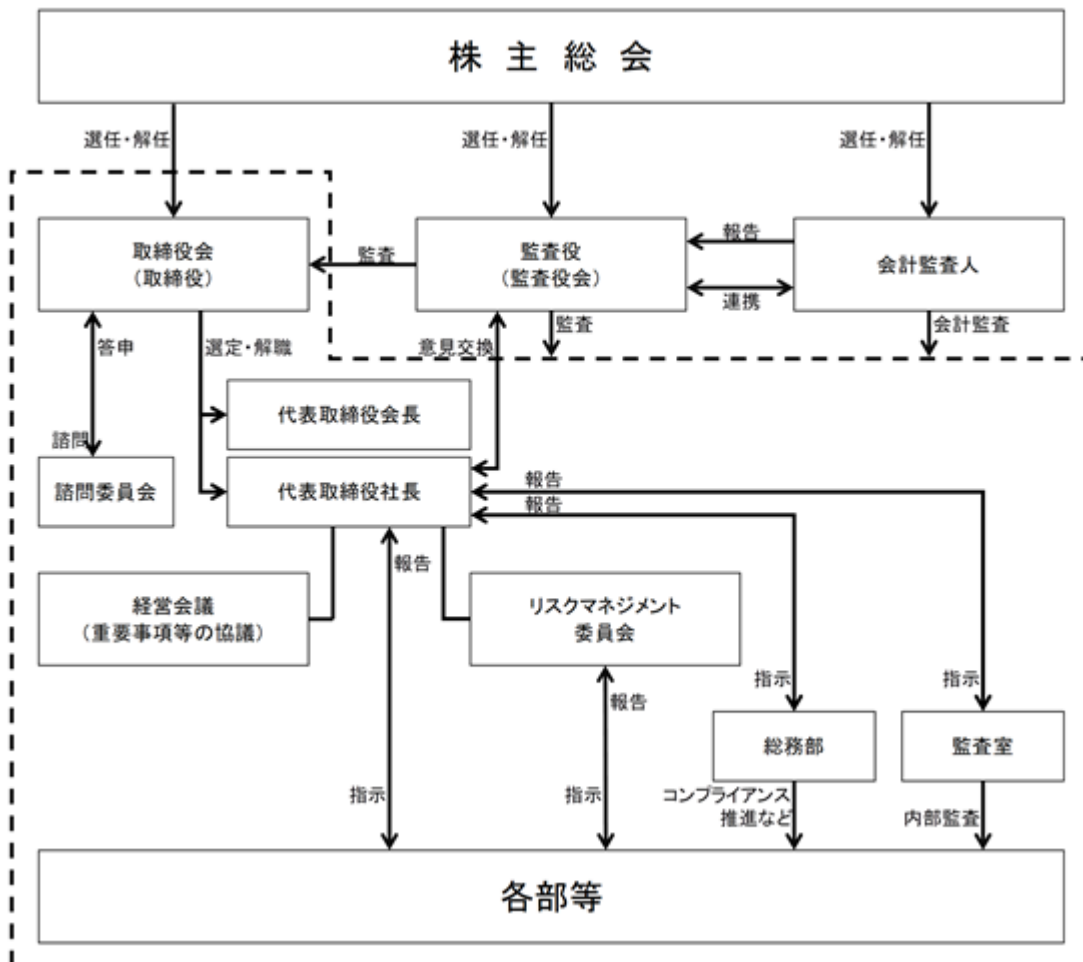 株主総会
選任・解任
選任・解任
選任・解任
取締役会
（取締役）
監査
監査役
（監査役会）
報告
連携
会計監査人
答申
選定・解職
意見交換
監査
会計監査
代表取締役会長
諮問
諮問委員会
代表取締役社長
報告
報告
報告
経営会議
（重要事項等の協議）
リスクマネジメント
委員会
報告
指示
指示
総務部
監査室
指示
指示
コンプライアンス
推進など
内部監査
各部等